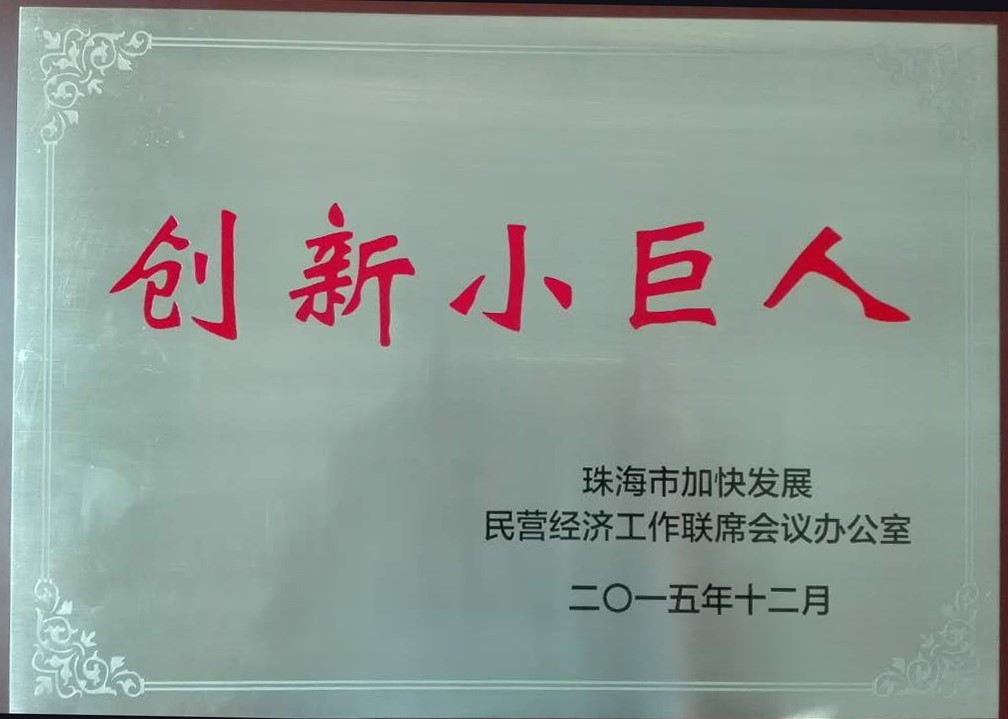 创新小巨人
珠海市加快发展
民营经济工作联席会议办公室
二〇一五年十二月